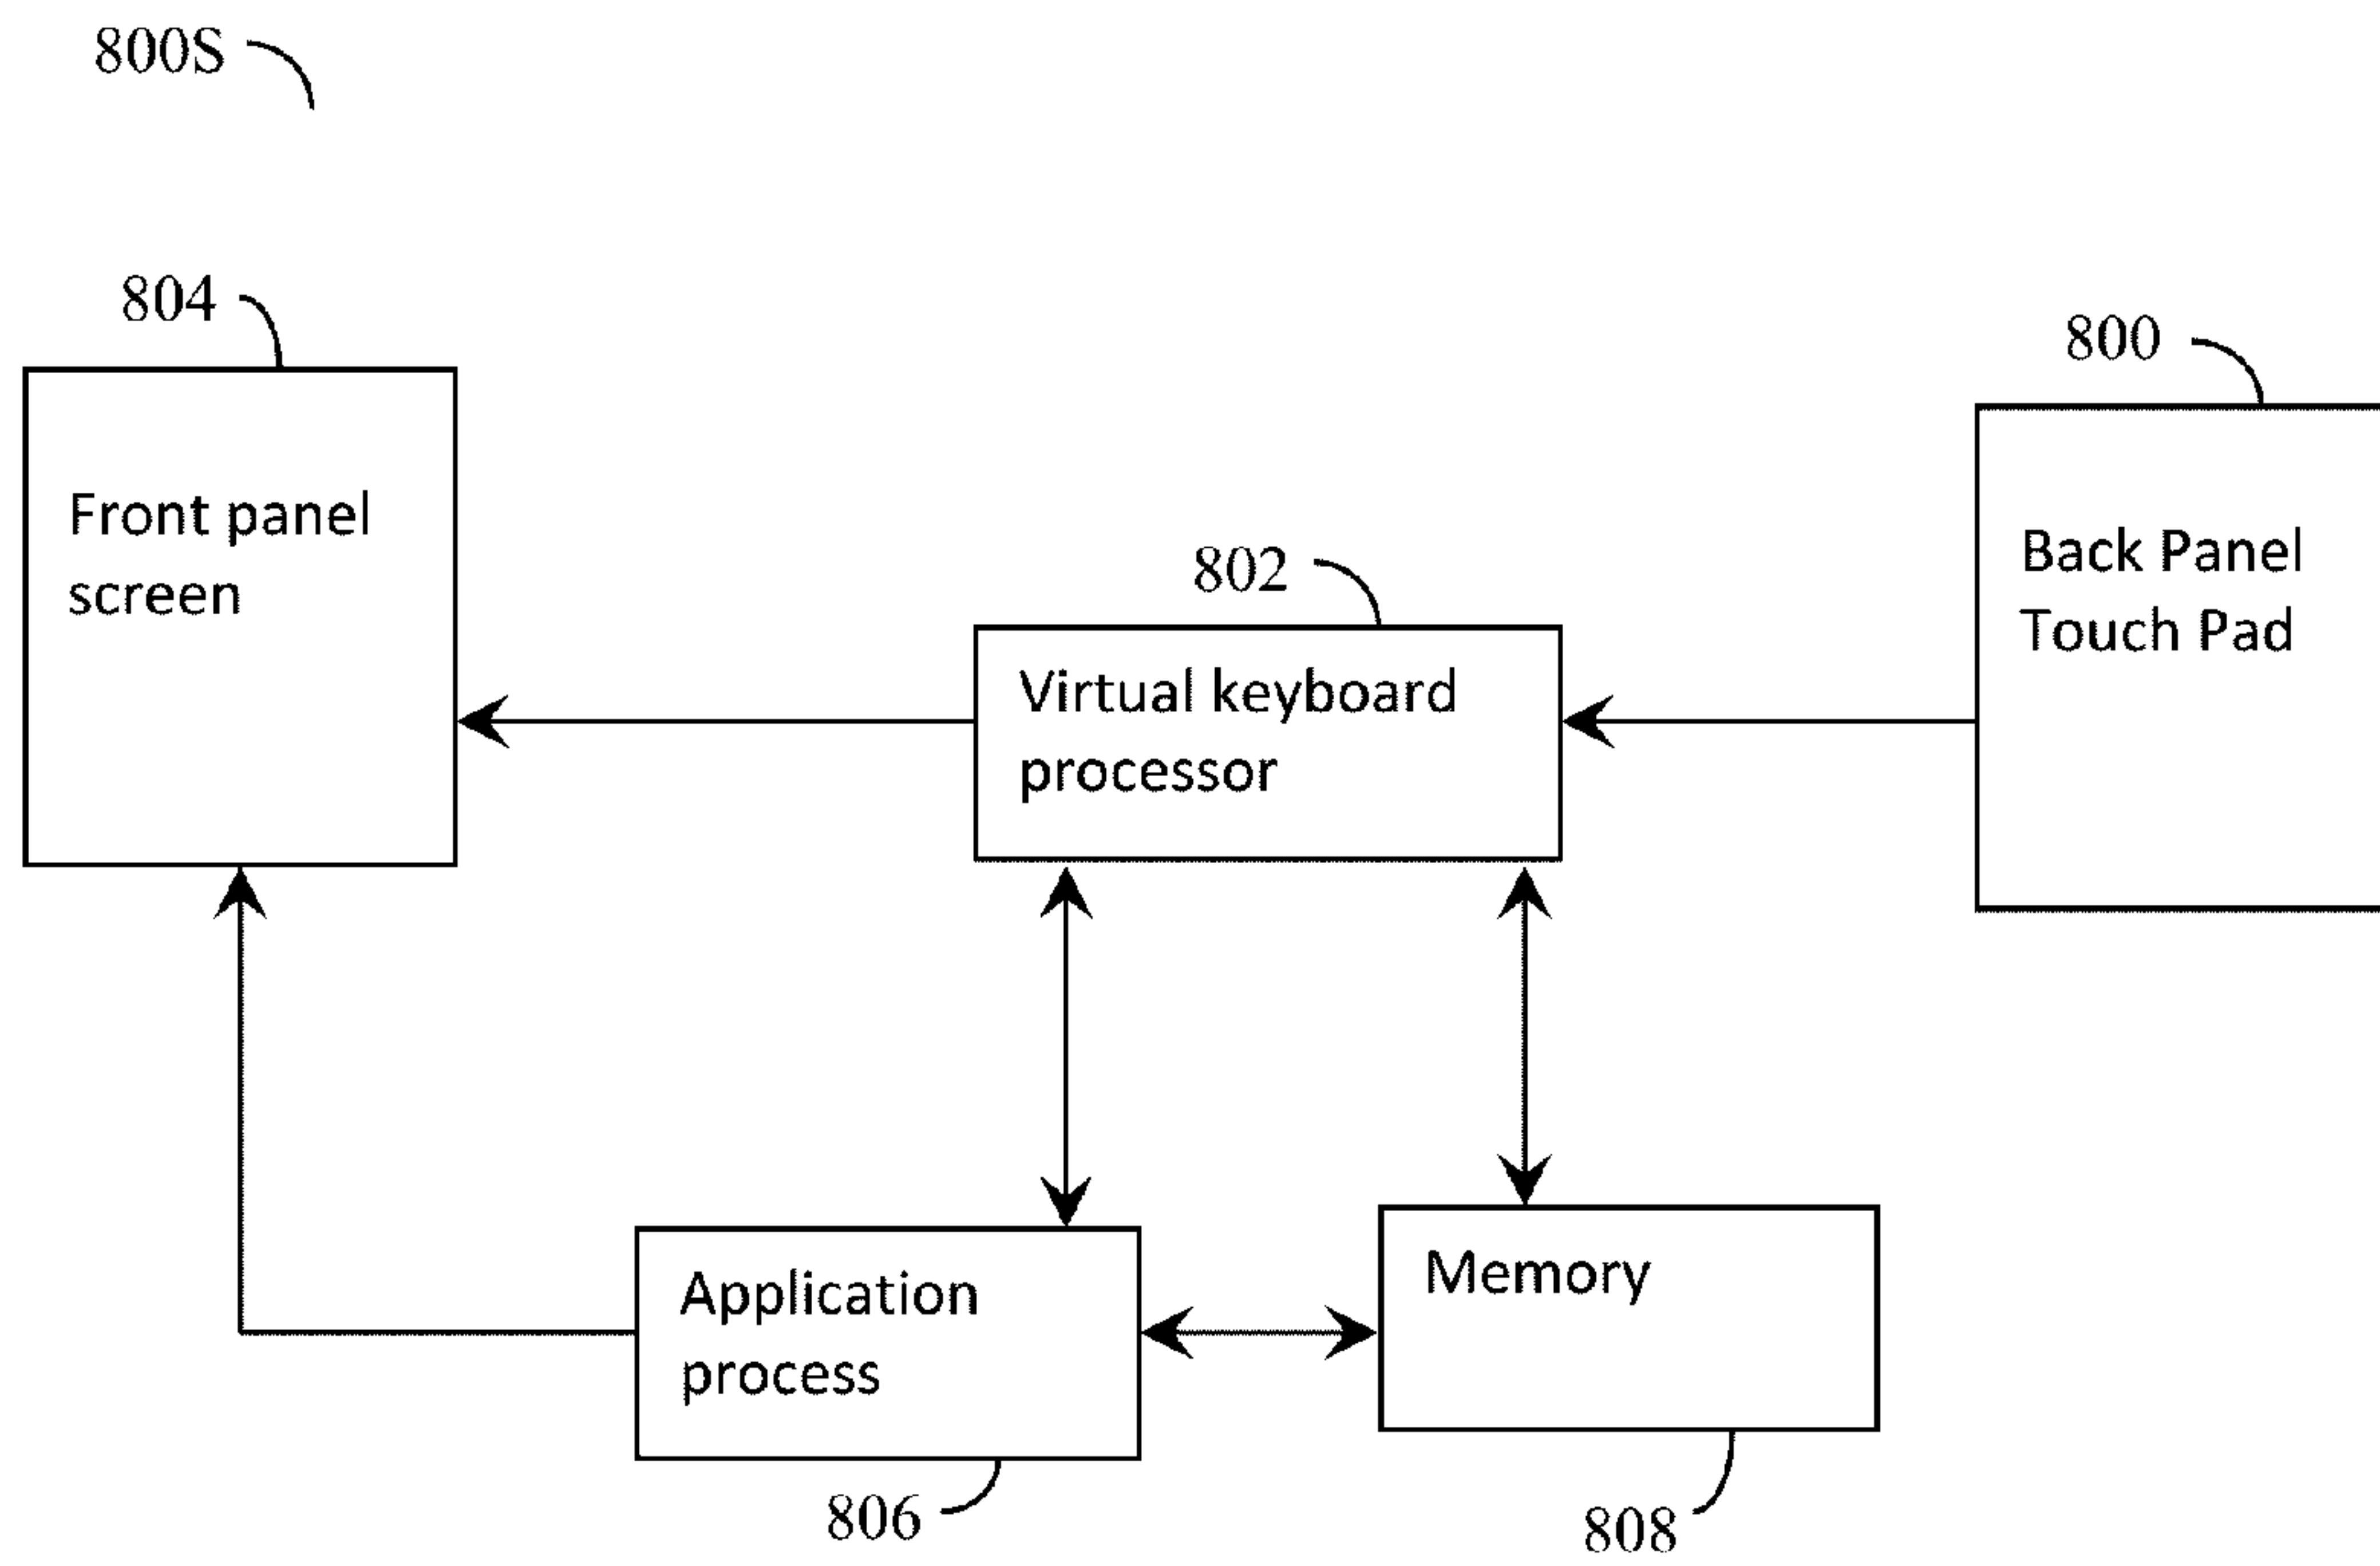 800S
804
800
Front panel
screen
802
Back Panel
Touch Pad
Virtual keyboard
processor
Application
process
Memory
806
808